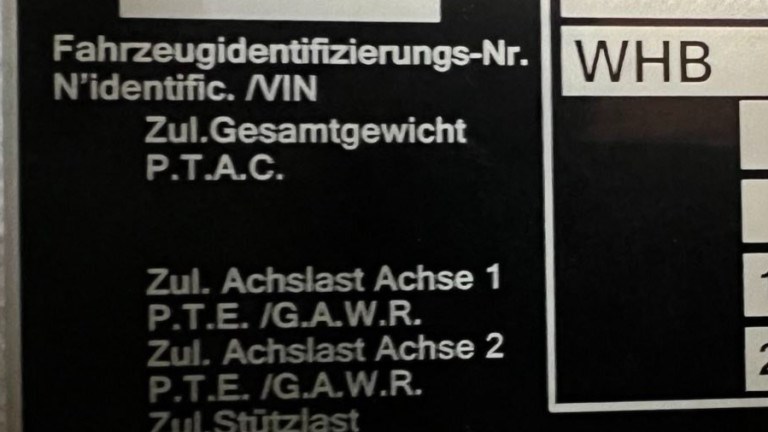 Fahrzeugidentifizierungs-Nr. WHB
N'identific. /VIN
Zul.Gesamtgewicht
P.T.A.C.
Zul. Achslast Achse 1
P.T.E. /G.A.W.R.
Zul. Achslast Achse 2
P.T.E. /G.A.W.R.
Zul.Stützlast